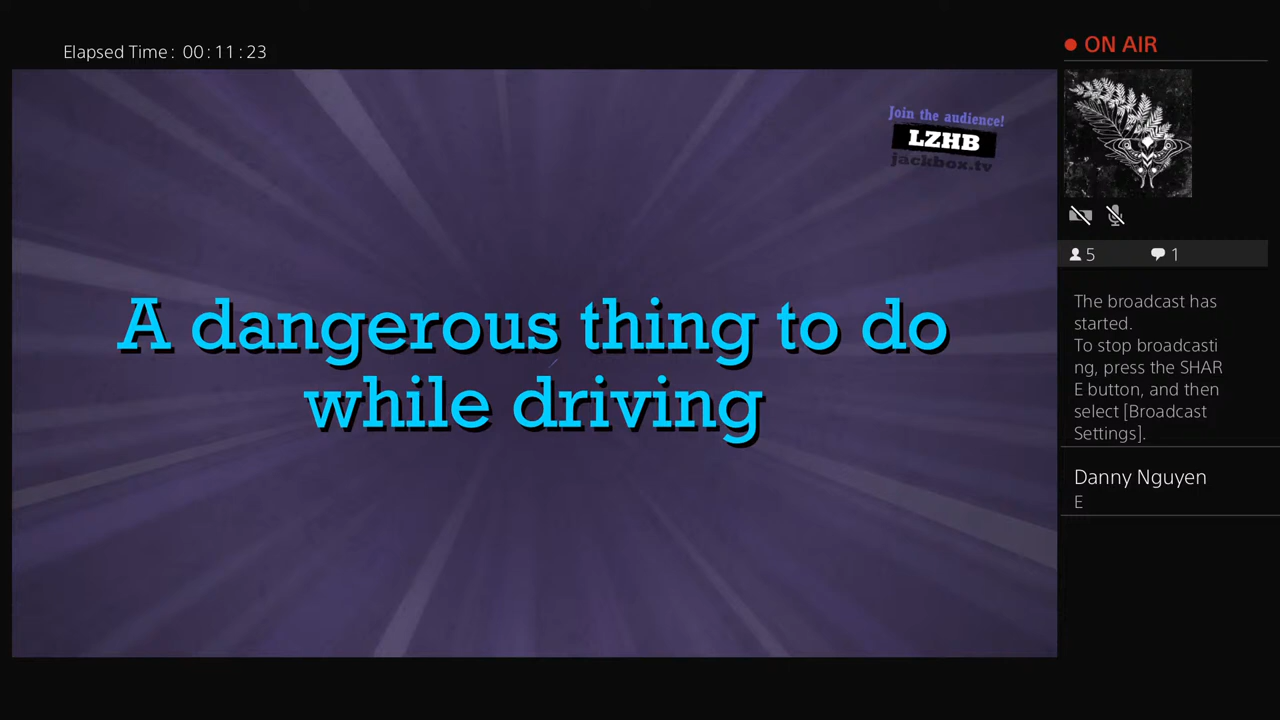 Elapsed Time: 00:11:23
ON AIR
Join the audience!
LZHB
jackbox.tv
A dangerous thing to do
while driving
5 1
The broadcast has
started.
To stop broadcasti
ng, press the SHAR
E button, and then
select [Broadcast
Settings].
Danny Nguyen
E